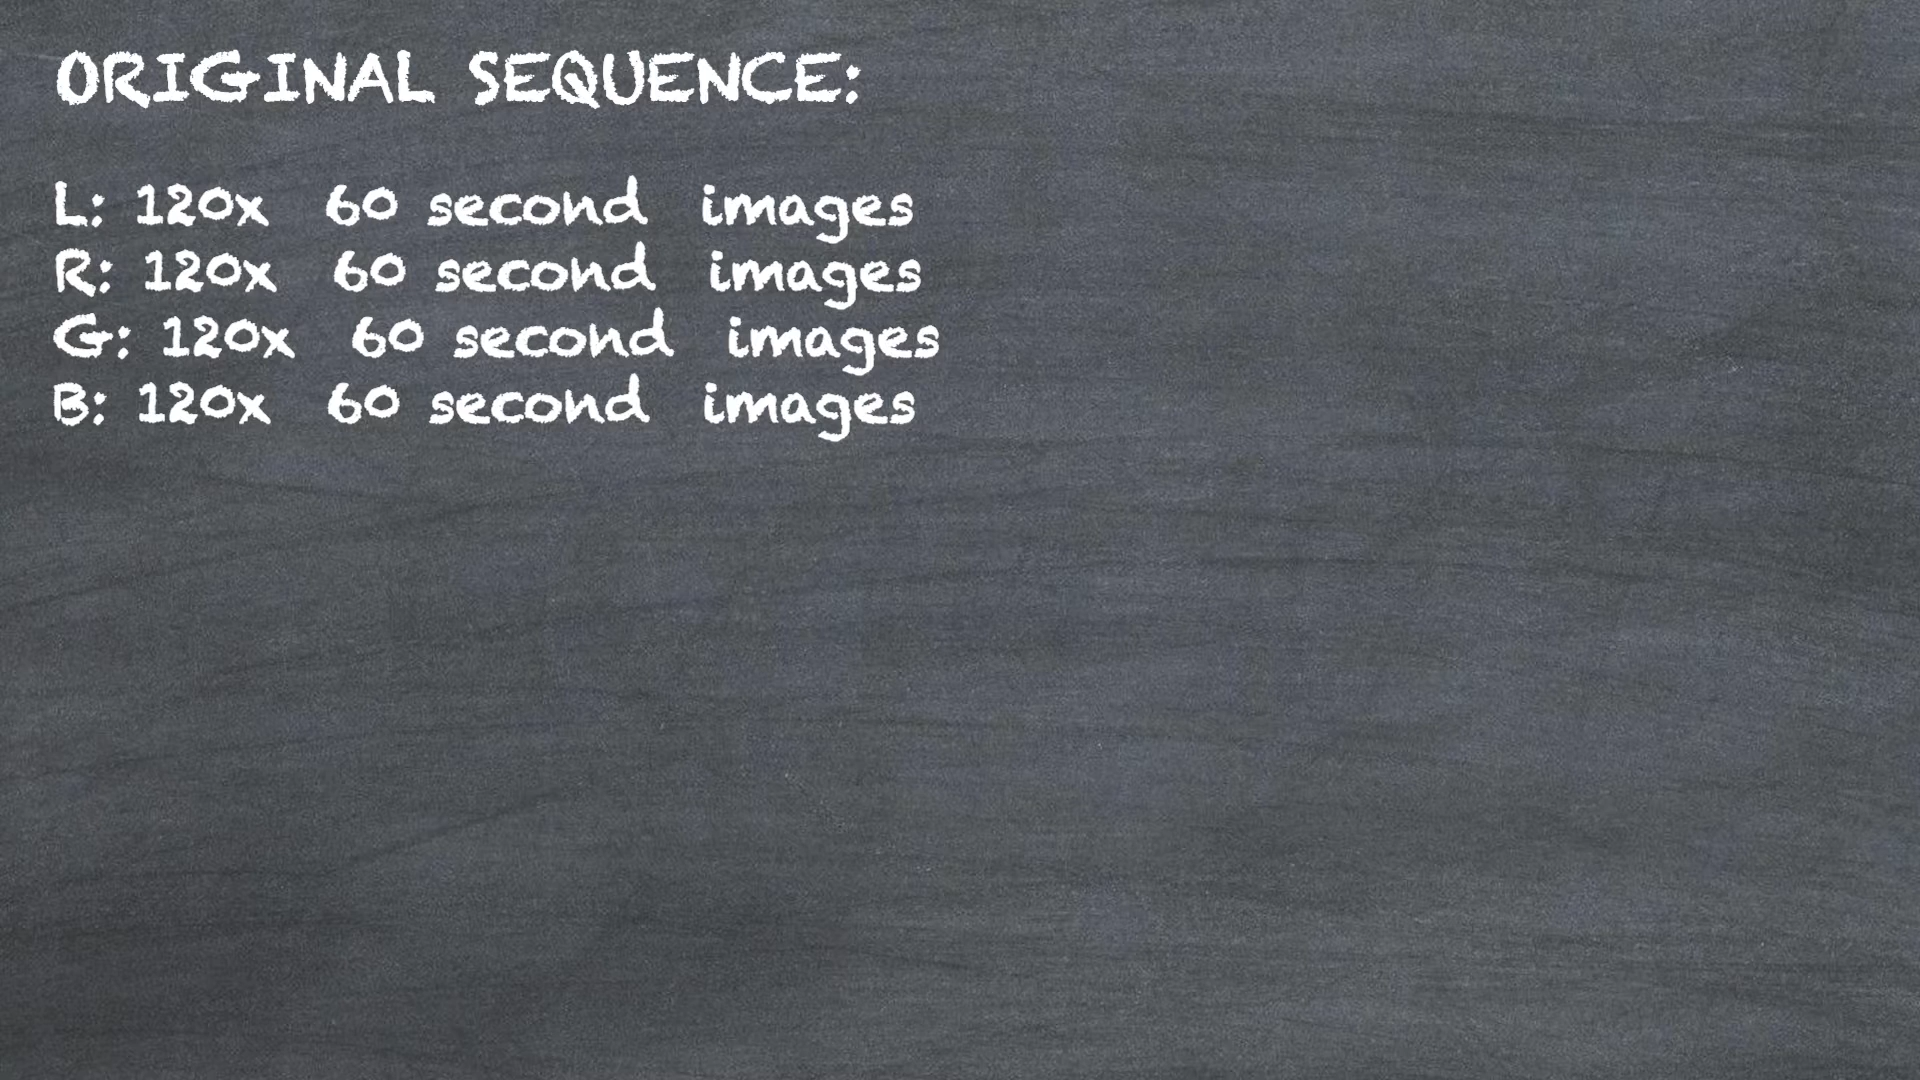 ORIGINAL SEQUENCE:
L: 120x 60 second images
R: 120x 60 second images
G: 120x 60 second images
B: 120x 60 second images